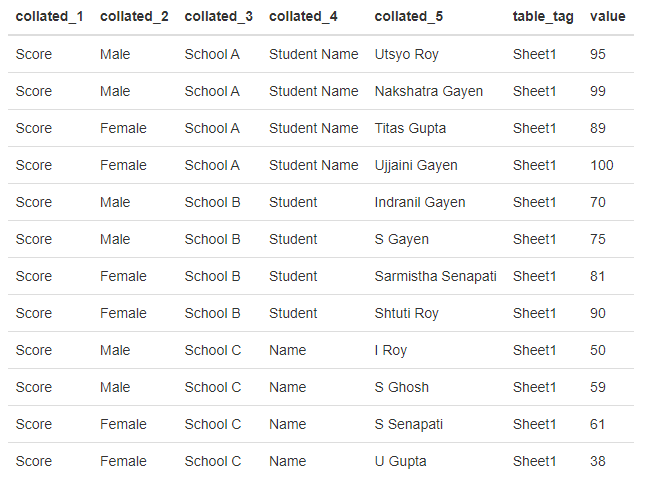 collated_1 collated_2 collated_3 collated_4 collated_5 table_tag value
Score Male School A Student Name Utsyo Roy Sheet1 95
Score Male School A Student Name Nakshatra Gayen Sheet1 99
Score Female School A Student Name Titas Gupta Sheet1 89
Score Female School A Student Name Ujjaini Gayen Sheet1 100
Score Male School B Student Indranil Gayen Sheet1 70
Score Male School B Student S Gayen Sheet1 75
Score Female School B Student Sarmistha Senapati Sheet1 81
Score Female School B Student Shtuti Roy Sheet1 90
Score Male School C Name I Roy Sheet1 50
Score Male School C Name S Ghosh Sheet1 59
Score Female School C Name S Senapati Sheet1 61
Score Female School C Name U Gupta Sheet1 38